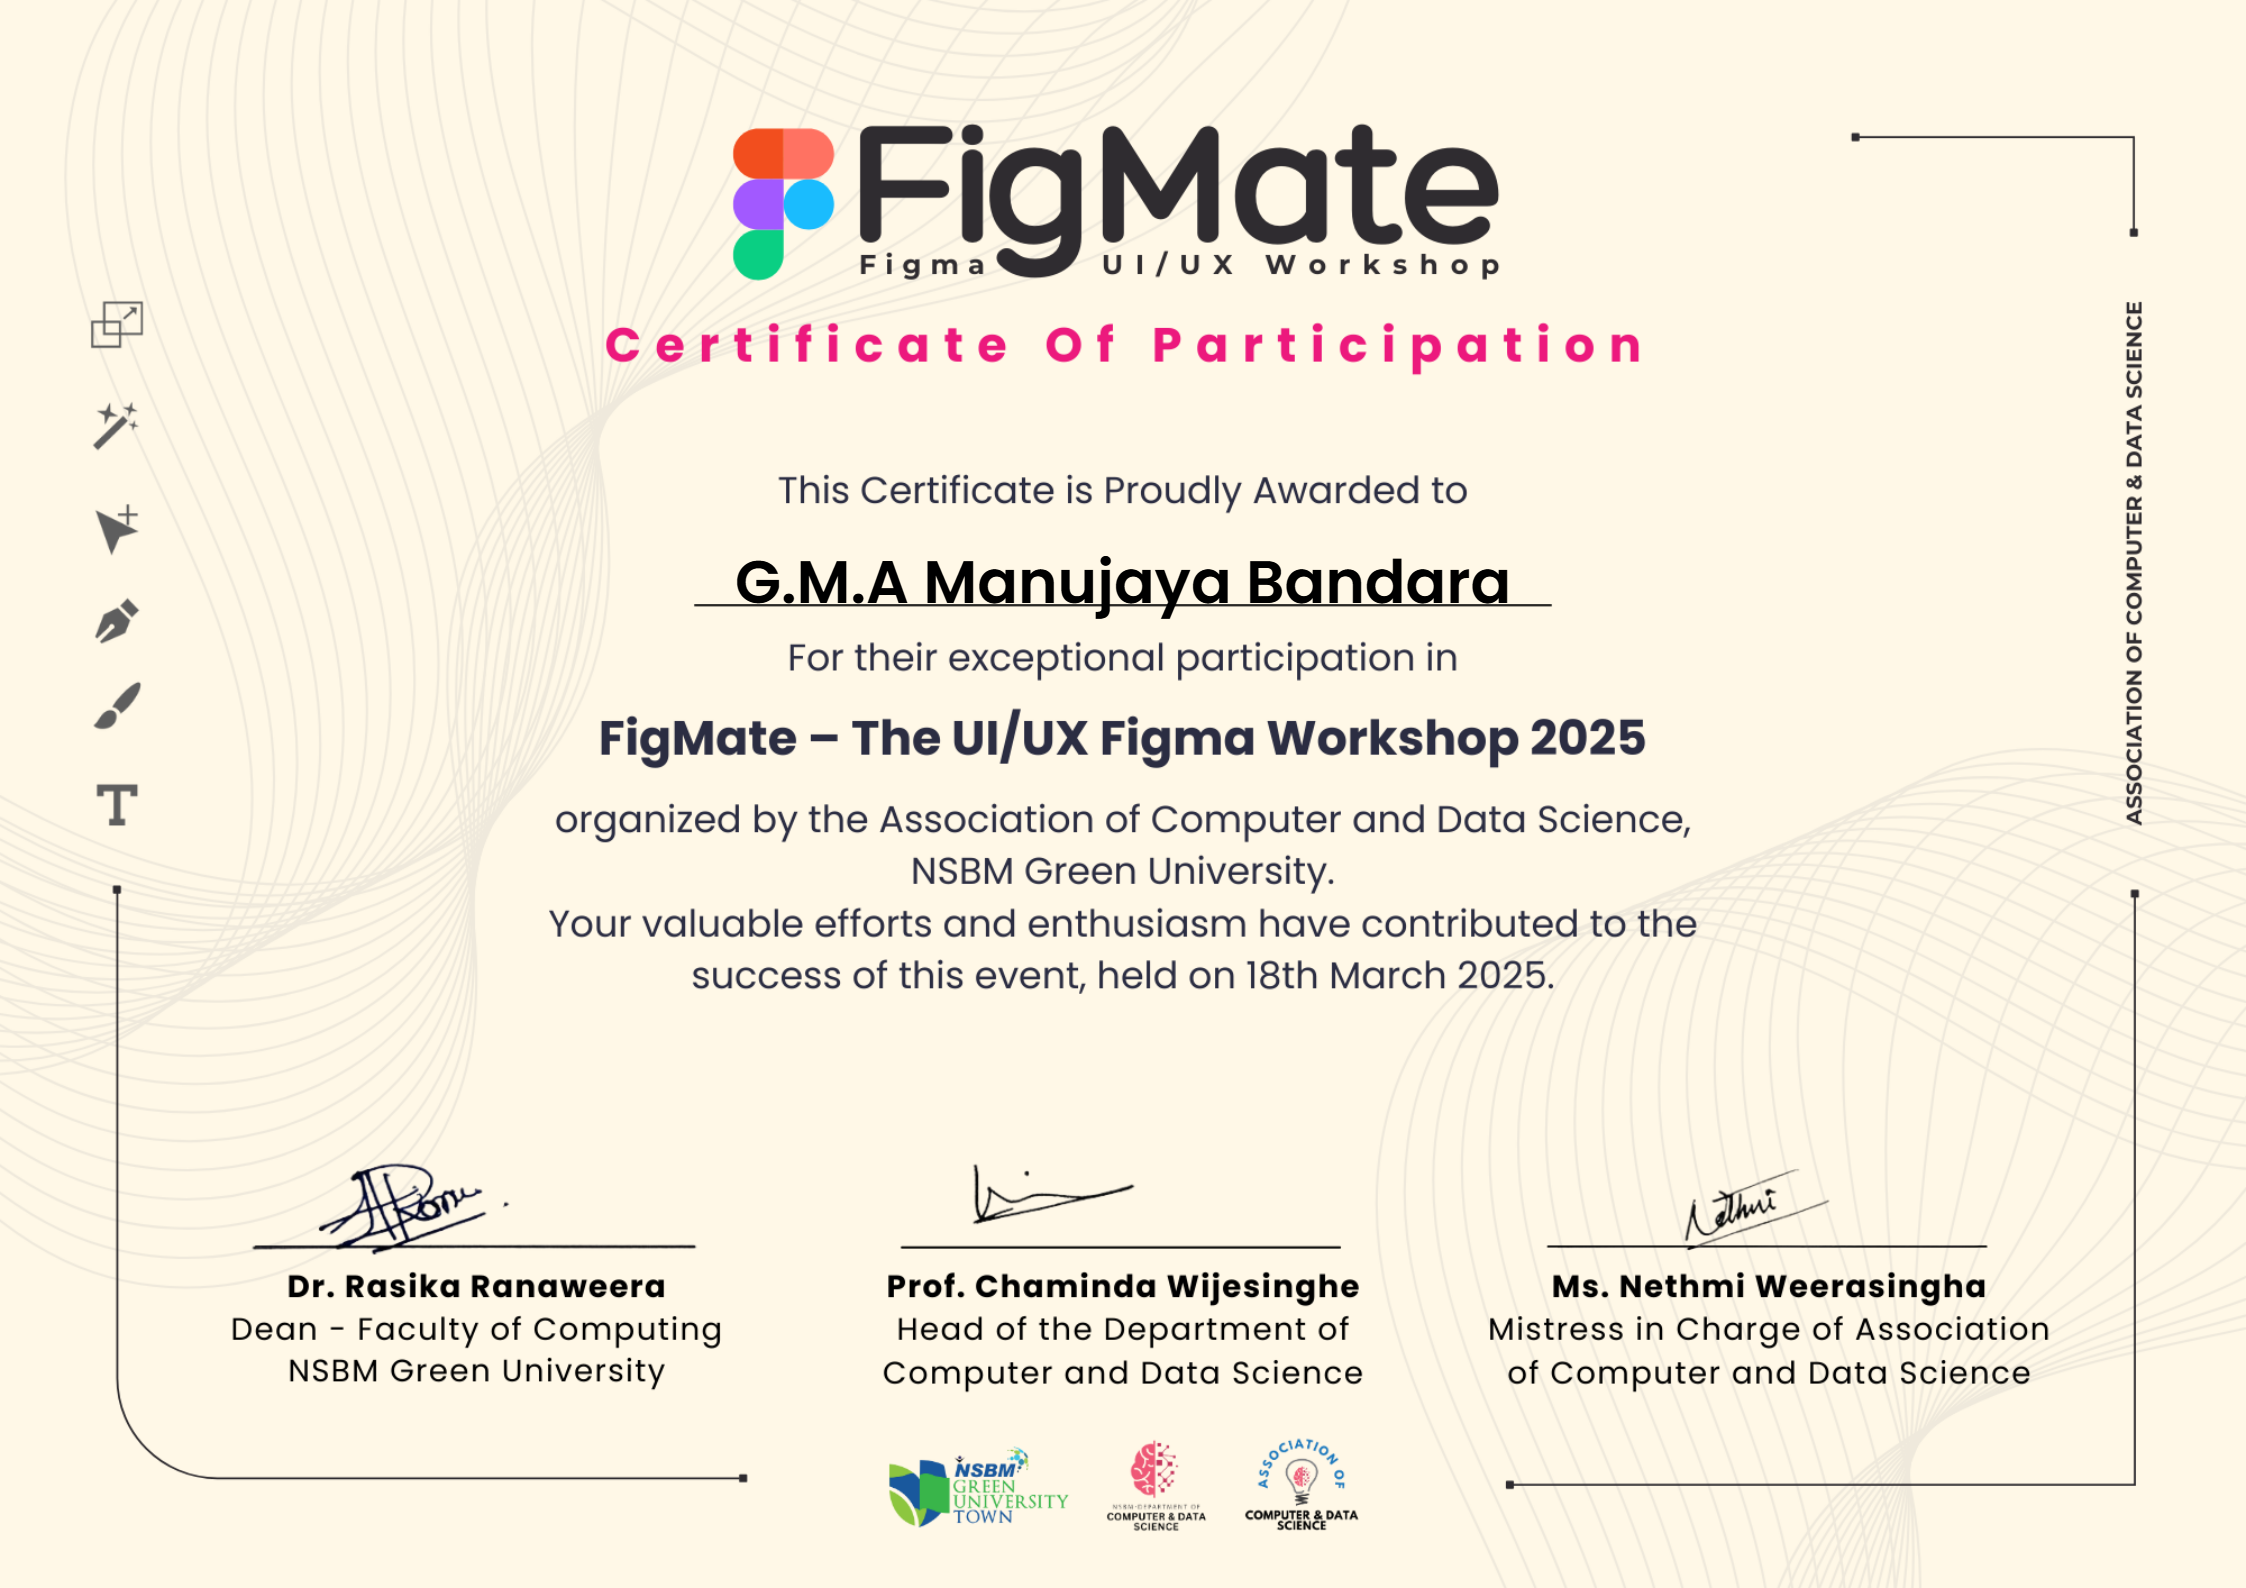 FigMate
Figma UI/UX Workshop
Certificate Of Participation
This Certificate is Proudly Awarded to
G.M.A Manujaya Bandara
For their exceptional participation in
FigMate – The UI/UX Figma Workshop 2025
organized by the Association of Computer and Data Science,
NSBM Green University.
Your valuable efforts and enthusiasm have contributed to the
success of this event, held on 18th March 2025.
ASSOCIATION OF COMPUTER & DATA SCIENCE
Nethmi
Dr. Rasika Ranaweera
Dean - Faculty of Computing
NSBM Green University
Prof. Chaminda Wijesinghe
Head of the Department of
Computer and Data Science
Ms. Nethmi Weerasingha
Mistress in Charge of Association
of Computer and Data Science
NSBM
GREEN
UNIVERSITY
TOWN
NSBM-DEPARTMENT OF
COMPUTER & DATA
SCIENCE
ASSOCIATION OF
COMPUTER & DATA
SCIENCE